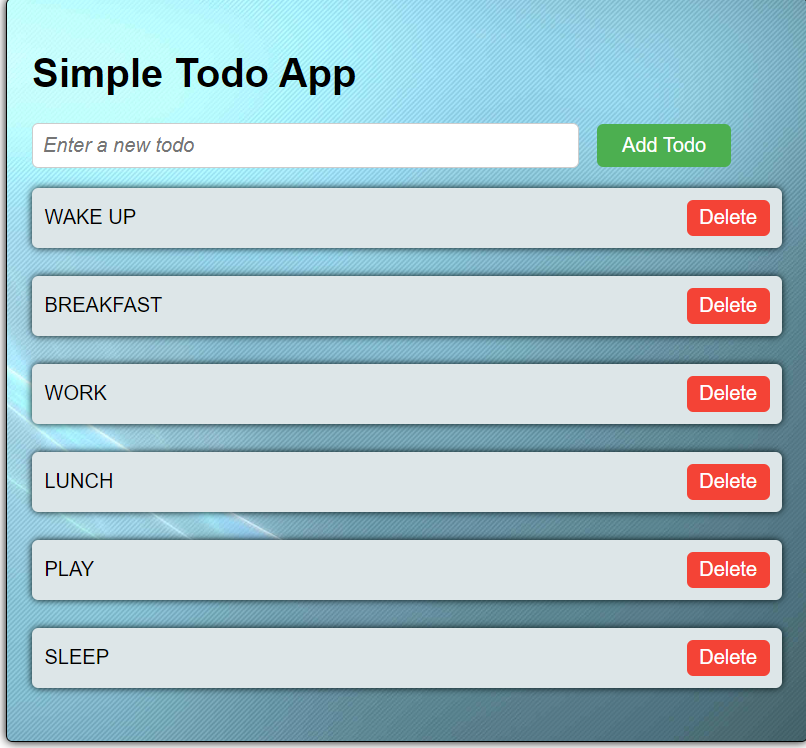 Simple Todo App
Enter a new todo Add Todo
WAKE UP Delete
BREAKFAST Delete
WORK Delete
LUNCH Delete
PLAY Delete
SLEEP Delete